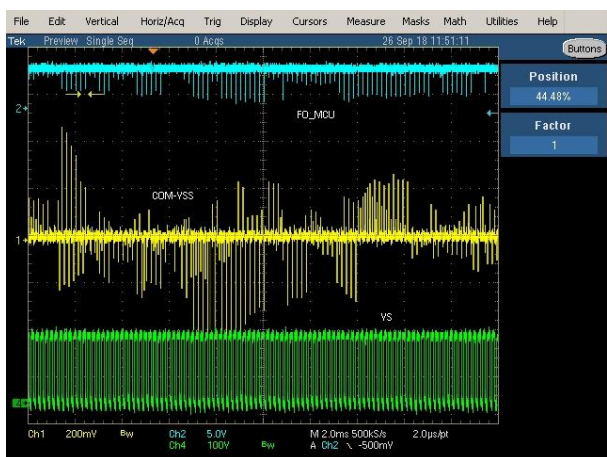 File Edit Vertical Horiz/Acq Trig Display Cursors Measure Masks Math Utilities Help
Tek Preview Single Seq 0 Acqs 26 Sep 18 11:51:11
Buttons
Position
44.48%
Factor
1
2
FO_MCU
COM-VSS
1
VS
Ch1 200mV Bw Ch2 5.0V M 2.0ms 500kS/s 2.0µs/pt
Ch4 100V Bw A Ch2 -500mV